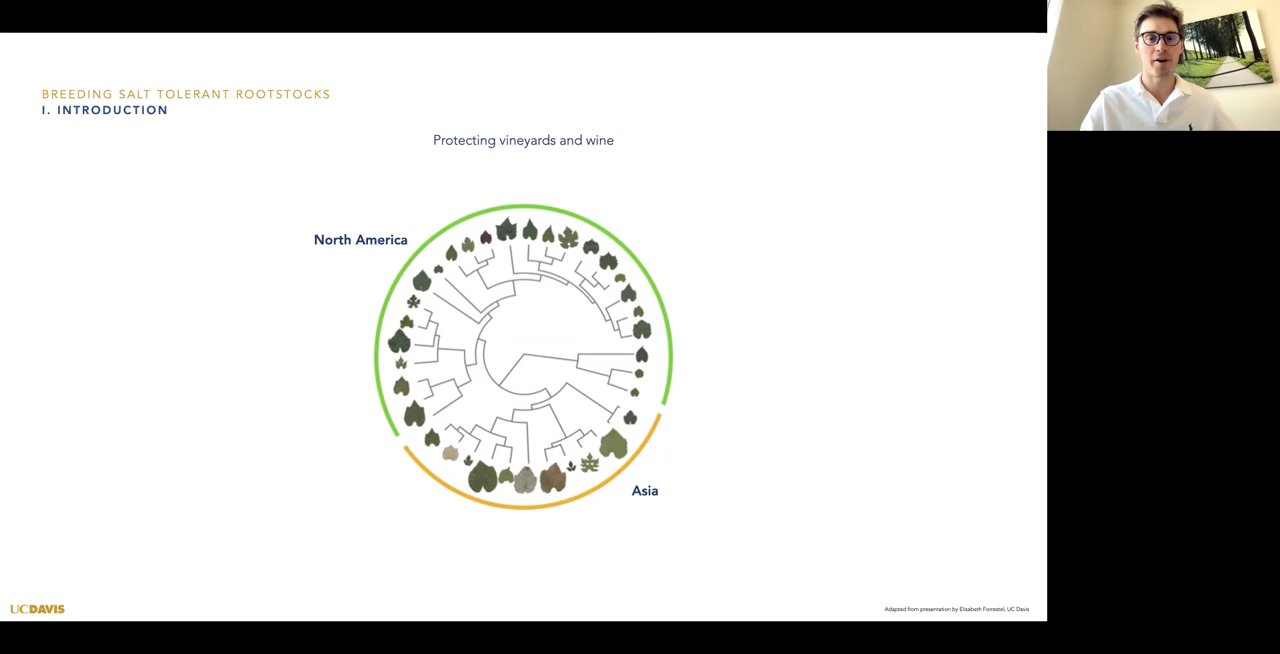 BREEDING SALT TOLERANT ROOTSTOCKS
I. INTRODUCTION
Protecting vineyards and wine
North America
Asia
UCDAVIS
Adapted from presentation by Elisabeth Forrestel, UC Davis